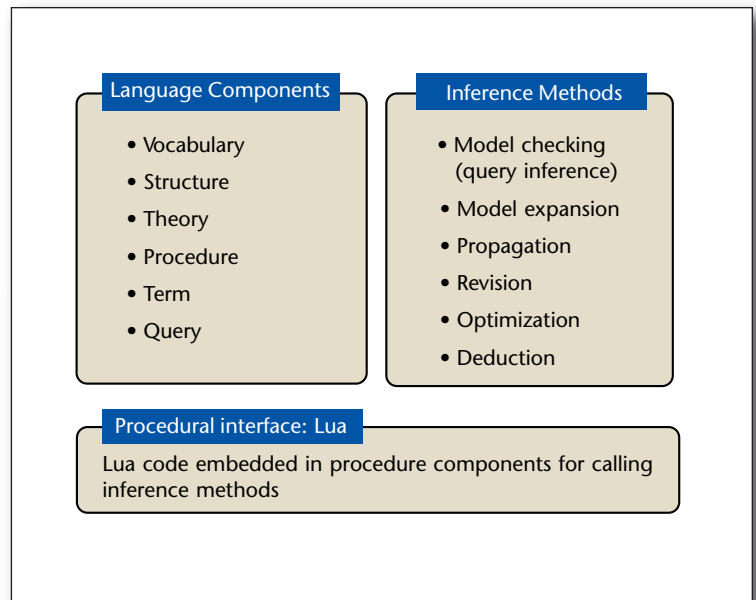 Language Components
• Vocabulary
• Structure
• Theory
• Procedure
• Term
• Query
Inference Methods
• Model checking
(query inference)
• Model expansion
• Propagation
• Revision
• Optimization
• Deduction
Procedural interface: Lua
Lua code embedded in procedure components for calling
inference methods